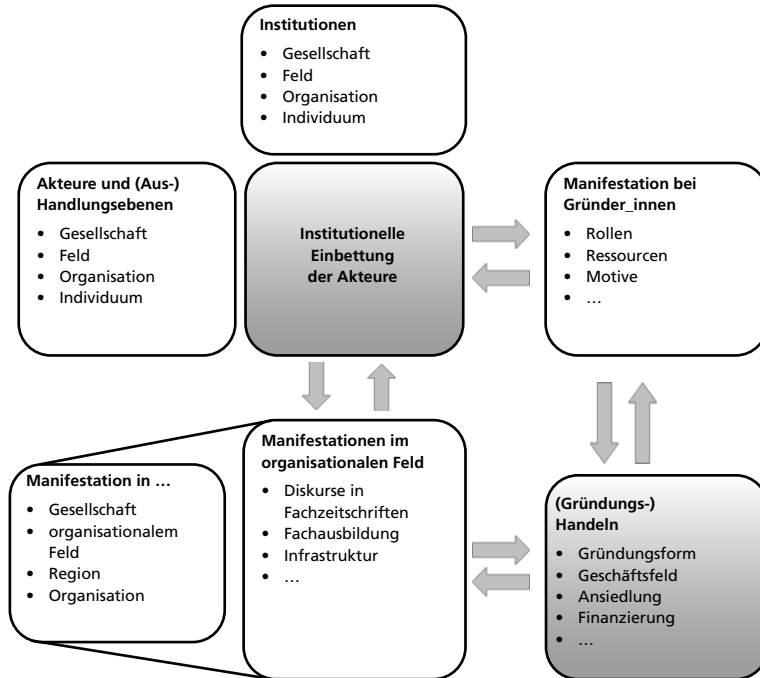 Institutionen
• Gesellschaft
• Feld
• Organisation
• Individuum
Akteure und (Aus-)
Handlungsebenen
• Gesellschaft
• Feld
• Organisation
• Individuum
Institutionelle
Einbettung
der Akteure
Manifestation bei
Gründer_innen
• Rollen
• Ressourcen
• Motive
• …
Manifestation in …
• Gesellschaft
• organisationalem
Feld
• Region
• Organisation
Manifestationen im
organisationalen Feld
• Diskurse in
Fachzeitschriften
• Fachausbildung
• Infrastruktur
• …
(Gründungs-)
Handeln
• Gründungsform
• Geschäftsfeld
• Ansiedlung
• Finanzierung
• …